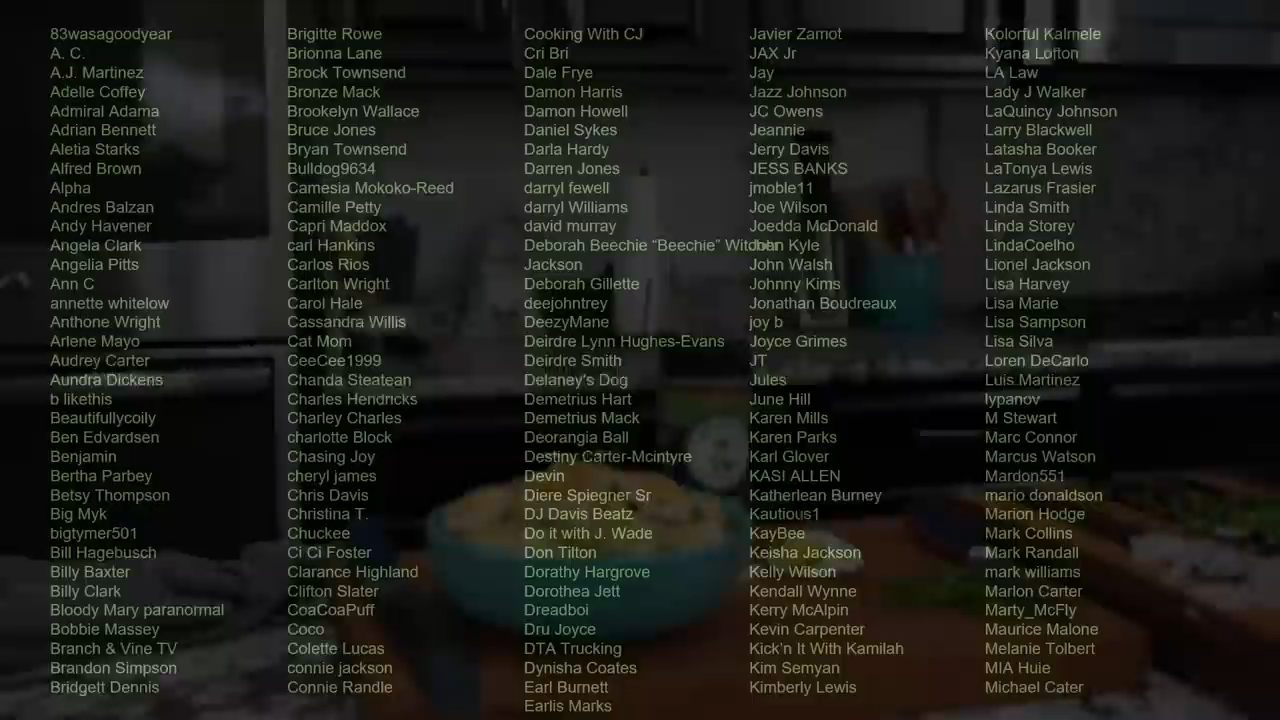 83wasagoodyear
A. C.
A.J. Martinez
Adelle Coffey
Admiral Adama
Adrian Bennett
Aletia Starks
Alfred Brown
Alpha
Andres Balzan
Andy Havener
Angela Clark
Angelia Pitts
Ann C
annette whitelow
Anthone Wright
Arlene Mayo
Audrey Carter
Aundra Dickens
b likethis
Beautifullycoily
Ben Edvardsen
Benjamin
Bertha Parbey
Betsy Thompson
Big Myk
bigtymer501
Bill Hagebusch
Billy Baxter
Billy Clark
Bloody Mary paranormal
Bobbie Massey
Branch & Vine TV
Brandon Simpson
Bridgett Dennis
Brigitte Rowe
Brionna Lane
Brock Townsend
Bronze Mack
Brookelyn Wallace
Bruce Jones
Bryan Townsend
Bulldog9634
Camesia Mokoko-Reed
Camille Petty
Capri Maddox
carl Hankins
Carlos Rios
Carlton Wright
Carol Hale
Cassandra Willis
Cat Mom
CeeCee1999
Chanda Steatean
Charles Hendricks
Charley Charles
charlotte Block
Chasing Joy
cheryl james
Chris Davis
Christina T.
Chuckee
Ci Ci Foster
Clarance Highland
Clifton Slater
CoaCoaPuff
Coco
Colette Lucas
connie jackson
Connie Randle
Cooking With CJ
Cri Bri
Dale Frye
Damon Harris
Damon Howell
Daniel Sykes
Darla Hardy
Darren Jones
darryl fewell
darryl Williams
david murray
Deborah Beechie “Beechie” Witcher
Jackson
Deborah Gillette
deejohntrey
DeezyMane
Deirdre Lynn Hughes-Evans
Deirdre Smith
Delaney's Dog
Demetrius Hart
Demetrius Mack
Deorangia Ball
Destiny Carter-Mcintyre
Devin
Diere Spiegner Sr
DJ Davis Beatz
Do it with J. Wade
Don Tilton
Dorathy Hargrove
Dorothea Jett
Dreadboi
Dru Joyce
DTA Trucking
Dynisha Coates
Earl Burnett
Earlis Marks
Javier Zamot
JAX Jr
Jay
Jazz Johnson
JC Owens
Jeannie
Jerry Davis
JESS BANKS
jmoble11
Joe Wilson
Joedda McDonald
John Kyle
John Walsh
Johnny Kims
Jonathan Boudreaux
joy b
Joyce Grimes
JT
Jules
June Hill
Karen Mills
Karen Parks
Karl Glover
KASI ALLEN
Katherlean Burney
Kautious1
KayBee
Keisha Jackson
Kelly Wilson
Kendall Wynne
Kerry McAlpin
Kevin Carpenter
Kick'n It With Kamilah
Kim Semyan
Kimberly Lewis
Kolorful Kalmele
Kyana Lofton
LA Law
Lady J Walker
LaQuincy Johnson
Larry Blackwell
Latasha Booker
LaTonya Lewis
Lazarus Frasier
Linda Smith
Linda Storey
LindaCoelho
Lionel Jackson
Lisa Harvey
Lisa Marie
Lisa Sampson
Lisa Silva
Loren DeCarlo
Luis Martinez
lypanov
M Stewart
Marc Connor
Marcus Watson
Mardon551
mario donaldson
Marion Hodge
Mark Collins
Mark Randall
mark williams
Marlon Carter
Marty_McFly
Maurice Malone
Melanie Tolbert
MIA Huie
Michael Cater